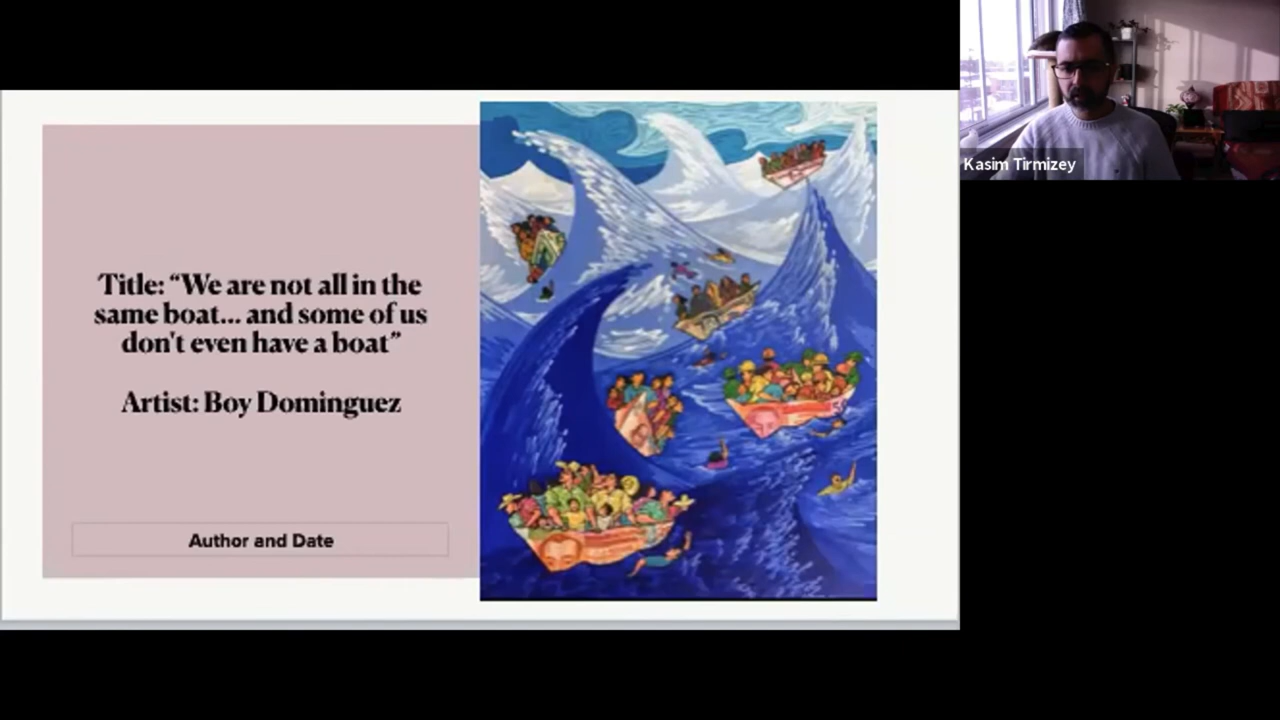 Title: “We are not all in the
same boat... and some of us
don't even have a boat”
Artist: Boy Dominguez
Author and Date
Kasim Tirmizey